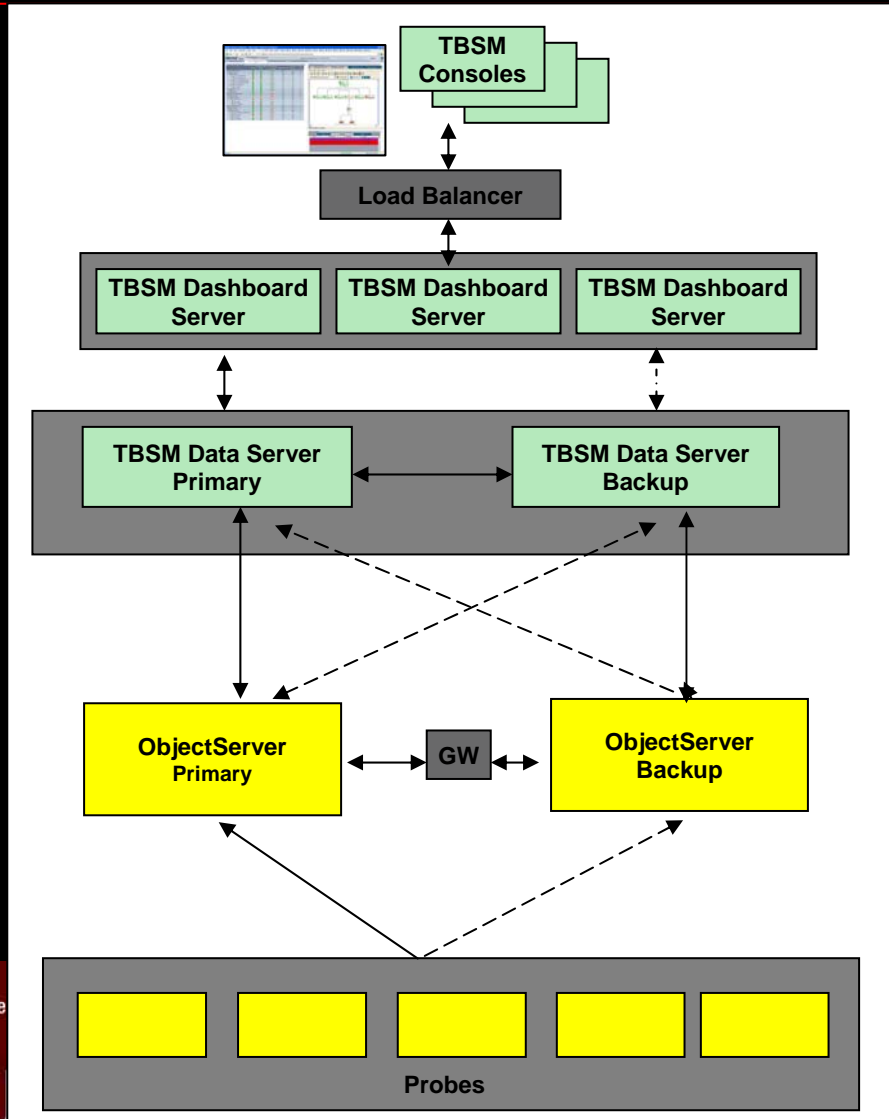 TBSM
Consoles
Load Balancer
TBSM Dashboard
Server
TBSM Dashboard
Server
TBSM Dashboard
Server
TBSM Data Server
Primary
TBSM Data Server
Backup
ObjectServer
Primary
GW
ObjectServer
Backup
Probes
e